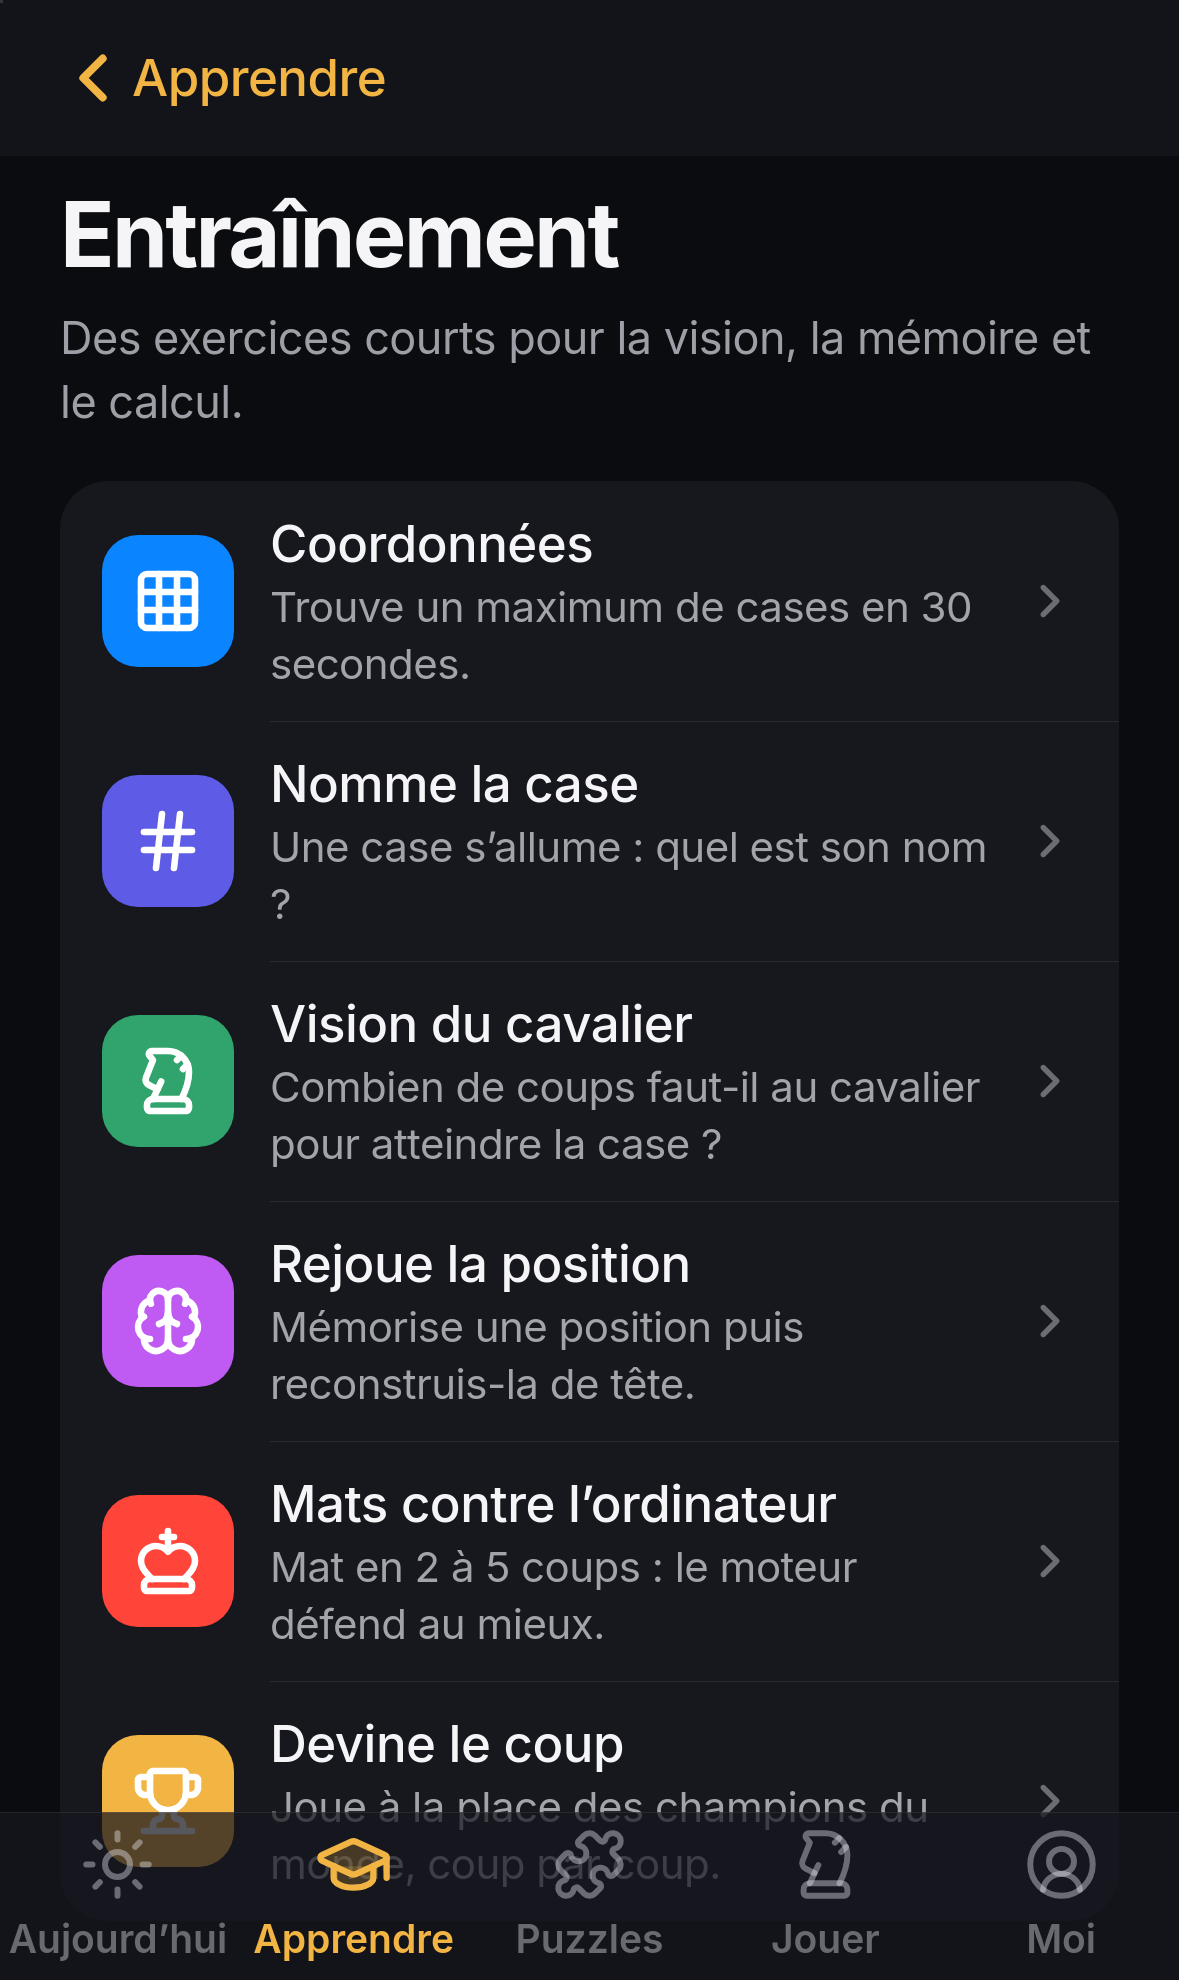 Apprendre
Entraînement
Des exercices courts pour la vision, la mémoire et
le calcul.
Coordonnées
Trouve un maximum de cases en 30
secondes.
Nomme la case
Une case s’allume : quel est son nom
?
Vision du cavalier
Combien de coups faut-il au cavalier
pour atteindre la case ?
Rejoue la position
Mémorise une position puis
reconstruis-la de tête.
Mats contre l’ordinateur
Mat en 2 à 5 coups : le moteur
défend au mieux.
Devine le coup
Joue à la place des champions du
monde, coup par coup.
Aujourd’hui Apprendre Puzzles Jouer Moi